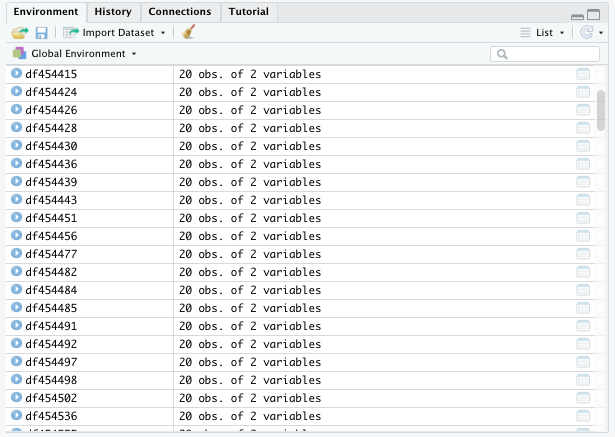 Environment History Connections Tutorial
Import Dataset List
Global Environment
df454415 20 obs. of 2 variables
df454424 20 obs. of 2 variables
df454426 20 obs. of 2 variables
df454428 20 obs. of 2 variables
df454430 20 obs. of 2 variables
df454436 20 obs. of 2 variables
df454439 20 obs. of 2 variables
df454443 20 obs. of 2 variables
df454451 20 obs. of 2 variables
df454456 20 obs. of 2 variables
df454477 20 obs. of 2 variables
df454482 20 obs. of 2 variables
df454484 20 obs. of 2 variables
df454485 20 obs. of 2 variables
df454491 20 obs. of 2 variables
df454492 20 obs. of 2 variables
df454497 20 obs. of 2 variables
df454498 20 obs. of 2 variables
df454502 20 obs. of 2 variables
df454536 20 obs. of 2 variables